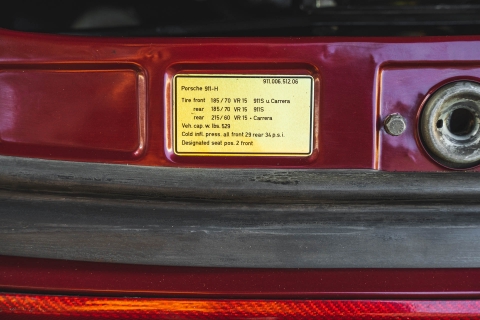 911.006.512.06
Porsche 911-H
Tire front 185/70 VR 15 911S u. Carrera
rear 185/70 VR 15 911S
rear 215/60 VR 15 - Carrera
Veh. cap. w. lbs. 529
Cold infl. press. all front 29 rear 34 p.s.i.
Designated seat pos. 2 front